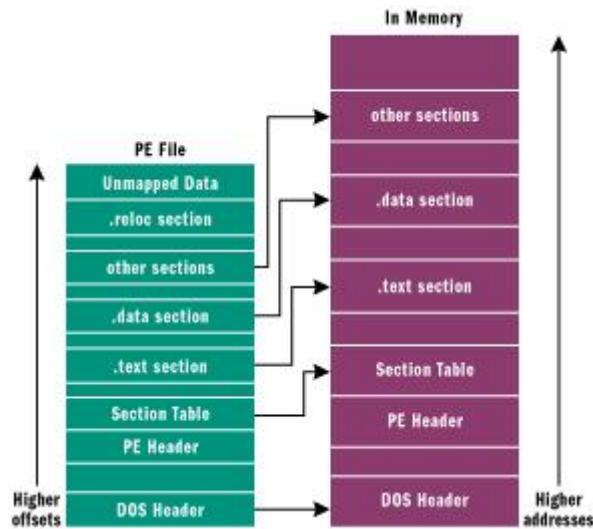 In Memory
other sections
.data section
.text section
Section Table
PE Header
DOS Header
Higher
addresses
PE File
Unmapped Data
.reloc section
other sections
.data section
.text section
Section Table
PE Header
DOS Header
Higher
offsets